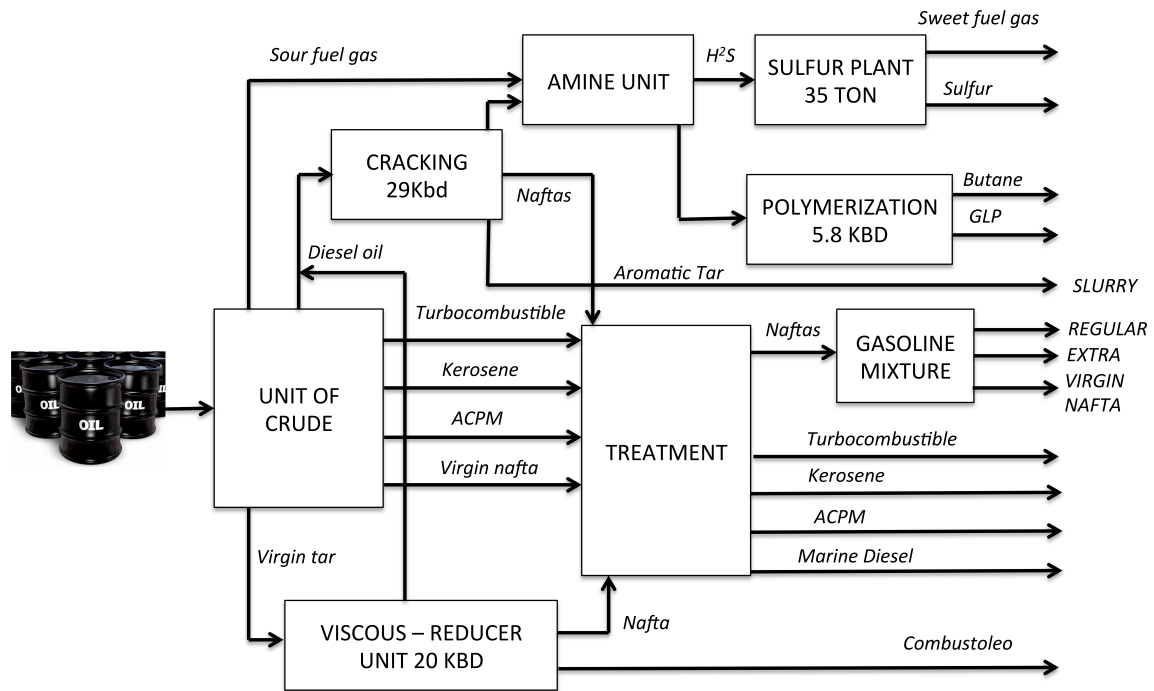 Sweet fuel gas
Sour fuel gas
H²S
AMINE UNIT
SULFUR PLANT
35 TON
Sulfur
CRACKING
29Kbd
Naftas
Butane
POLYMERIZATION
5.8 KBD
GLP
Diesel oil
Aromatic Tar
SLURRY
Turbocombustible
Naftas
REGULAR
GASOLINE
MIXTURE
EXTRA
VIRGIN
NAFTA
Kerosene
UNIT OF
CRUDE
OIL
OIL
OIL
ACPM
TREATMENT
Virgin nafta
Turbocombustible
Kerosene
ACPM
Marine Diesel
Virgin tar
VISCOUS – REDUCER
UNIT 20 KBD
Nafta
Combustoleo